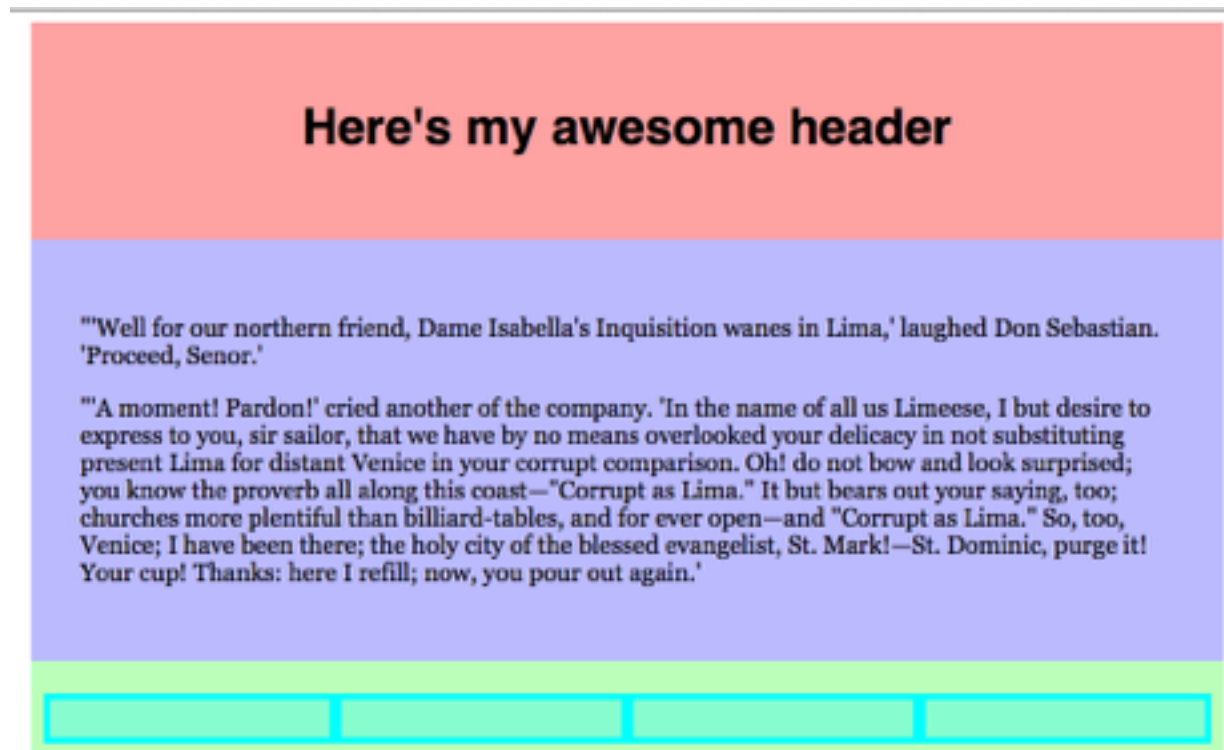 Here's my awesome header
"'Well for our northern friend, Dame Isabella's Inquisition wanes in Lima,' laughed Don Sebastian.
'Proceed, Senor.'
"'A moment! Pardon!' cried another of the company. 'In the name of all us Limeese, I but desire to
express to you, sir sailor, that we have by no means overlooked your delicacy in not substituting
present Lima for distant Venice in your corrupt comparison. Oh! do not bow and look surprised;
you know the proverb all along this coast—"Corrupt as Lima." It but bears out your saying, too;
churches more plentiful than billiard-tables, and for ever open—and "Corrupt as Lima." So, too,
Venice; I have been there; the holy city of the blessed evangelist, St. Mark!—St. Dominic, purge it!
Your cup! Thanks: here I refill; now, you pour out again.'